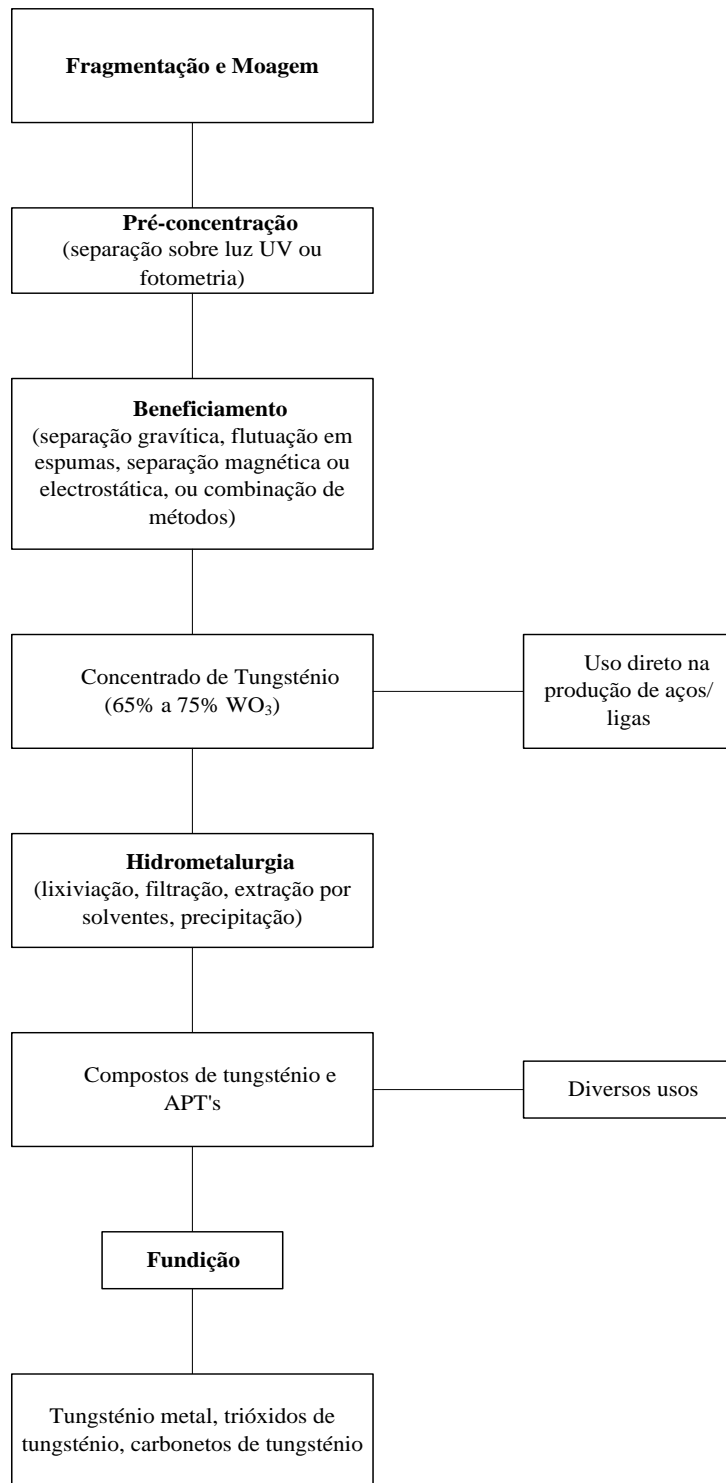 Fragmentação e Moagem
Pré-concentração
(separação sobre luz UV ou
fotometria)
Beneficiamento
(separação gravítica, flutuação em
espumas, separação magnética ou
electrostática, ou combinação de
métodos)
Concentrado de Tungsténio
(65% a 75% WO₃)
Uso direto na
produção de aços/
ligas
Hidrometalurgia
(lixiviação, filtração, extração por
solventes, precipitação)
Compostos de tungsténio e
APT's
Diversos usos
Fundição
Tungsténio metal, trióxidos de
tungsténio, carbonetos de tungsténio